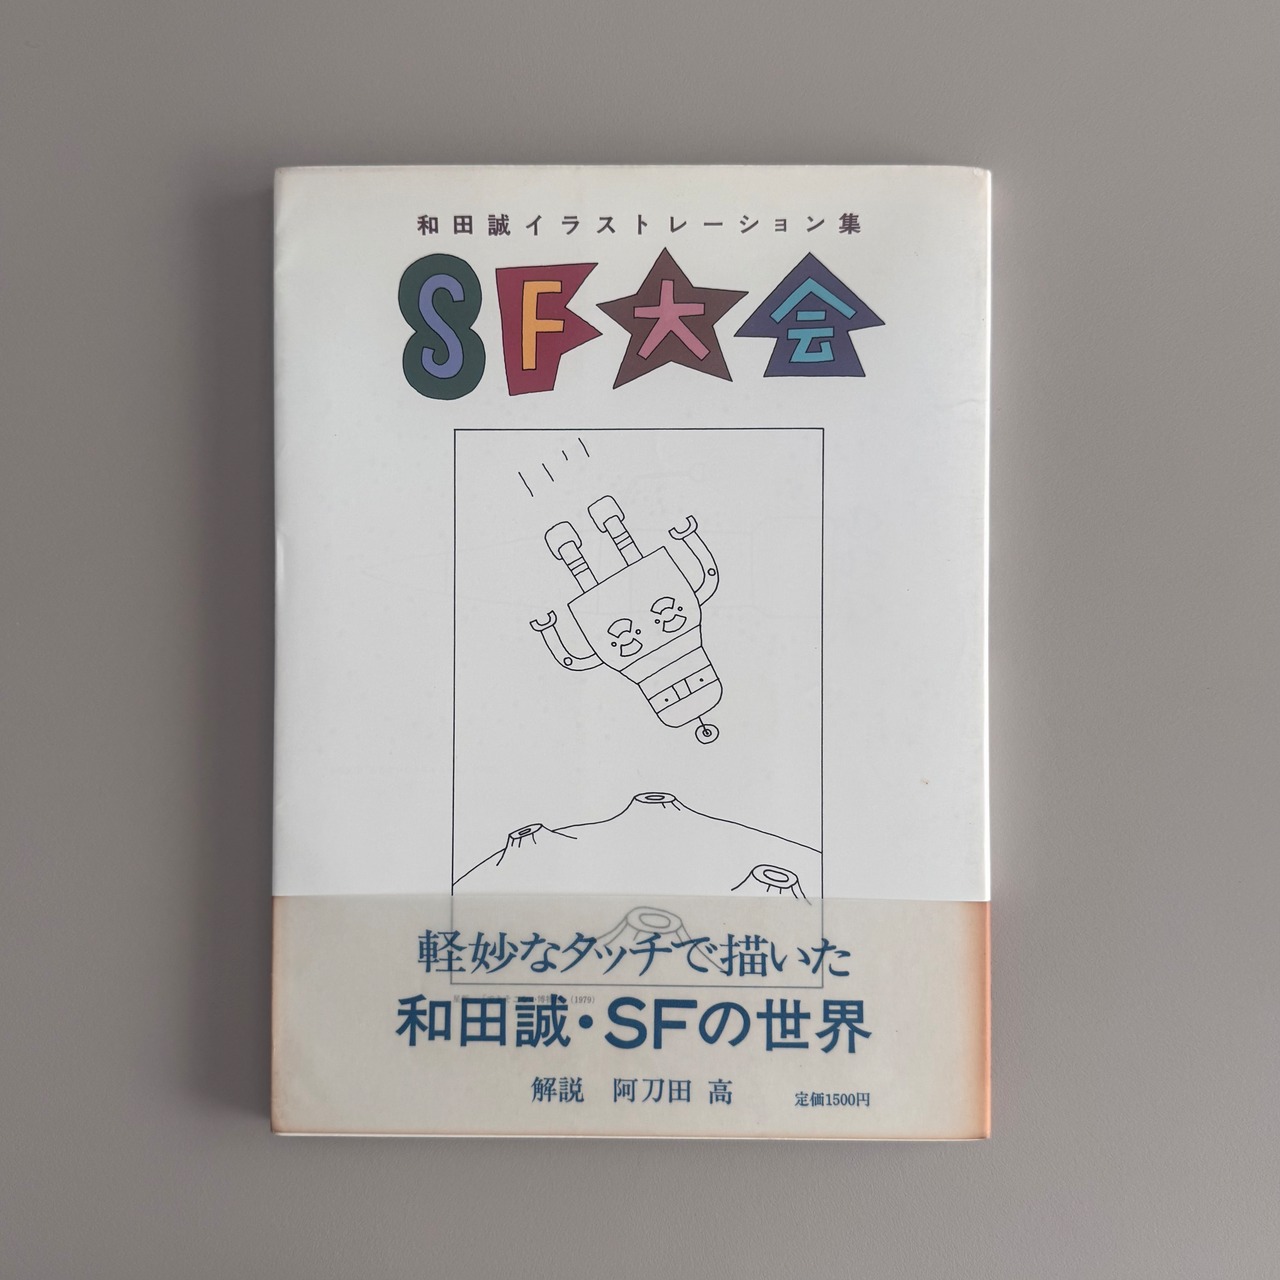 和田誠イラストレーション集
SF大会
軽妙なタッチで描いた
(1979)
和田誠・SFの世界
解説 阿刀田 高
定価1500円